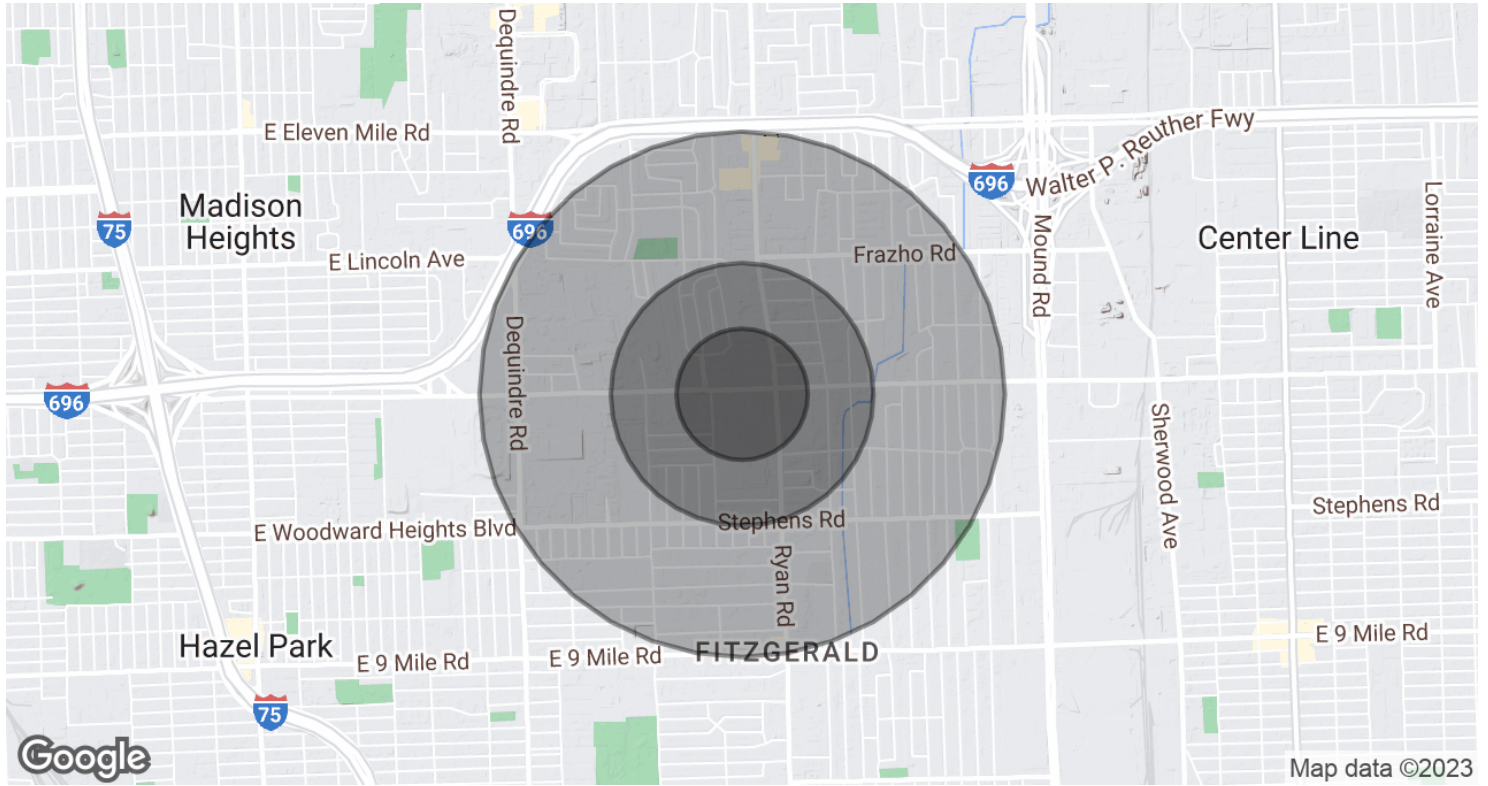 Dequindre Rd
E Eleven Mile Rd
Walter P. Reuther Fwy
696
Madison
Heights
75
696
Lorraine Ave
Mound Rd
Center Line
E Lincoln Ave
Frazho Rd
Dequindre Rd
696
Sherwood Ave
Stephens Rd
E Woodward Heights Blvd
Stephens Rd
Ryan Rd
Hazel Park
E 9 Mile Rd
E 9 Mile Rd
FITZGERALD
E 9 Mile Rd
75
Google
Map data ©2023